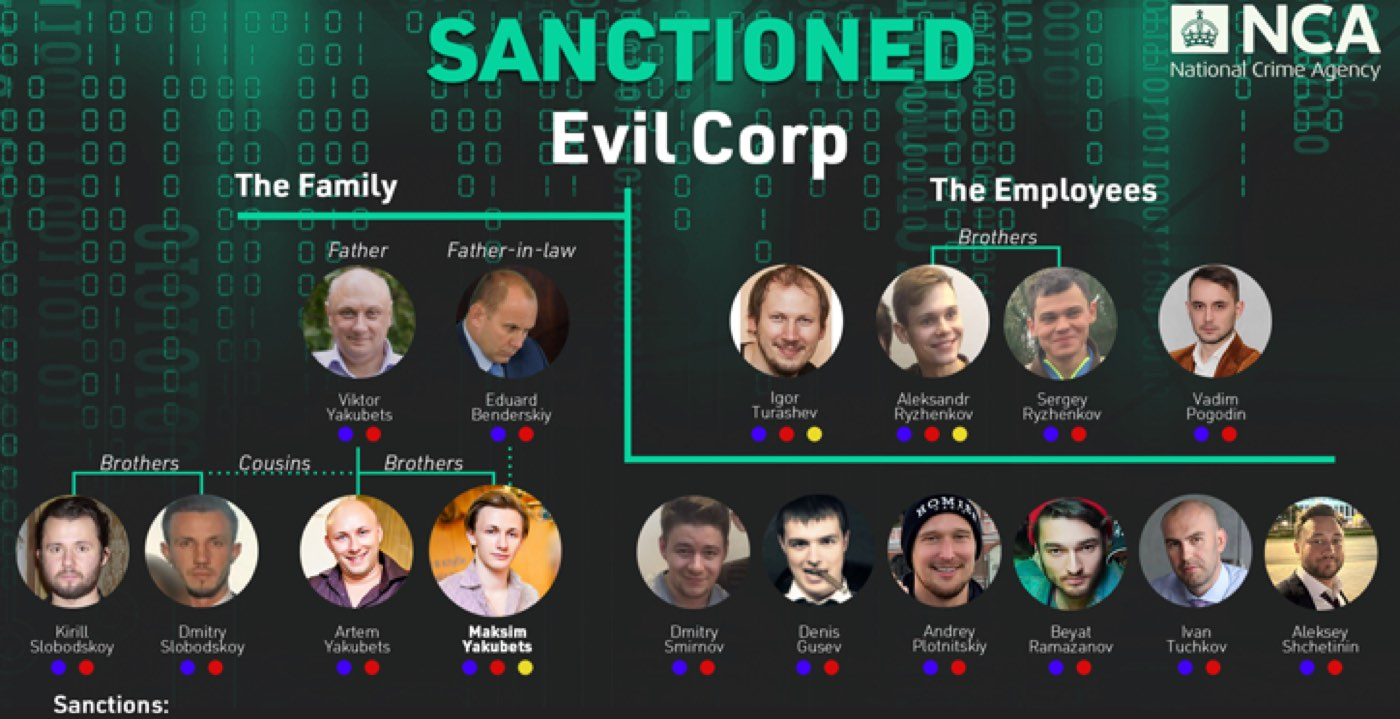 SANCTIONED
NCA
National Crime Agency
Evil Corp
The Family
The Employees
Father
Father-in-law
Brothers
Viktor
Yakubets
Eduard
Benderskiy
Igor
Turashev
Aleksandr
Ryzhenkov
Sergey
Ryzhenkov
Vadim
Pogodin
Brothers
Cousins
Brothers
HOMIES
Kirill
Slobodskoy
Dmitry
Slobodskoy
Artem
Yakubets
Maksim
Yakubets
Dmitry
Smirnov
Denis
Gusev
Andrey
Plotnitskiy
Beyat
Ramazanov
Ivan
Tuchkov
Aleksey
Shchetinin
Sanctions: